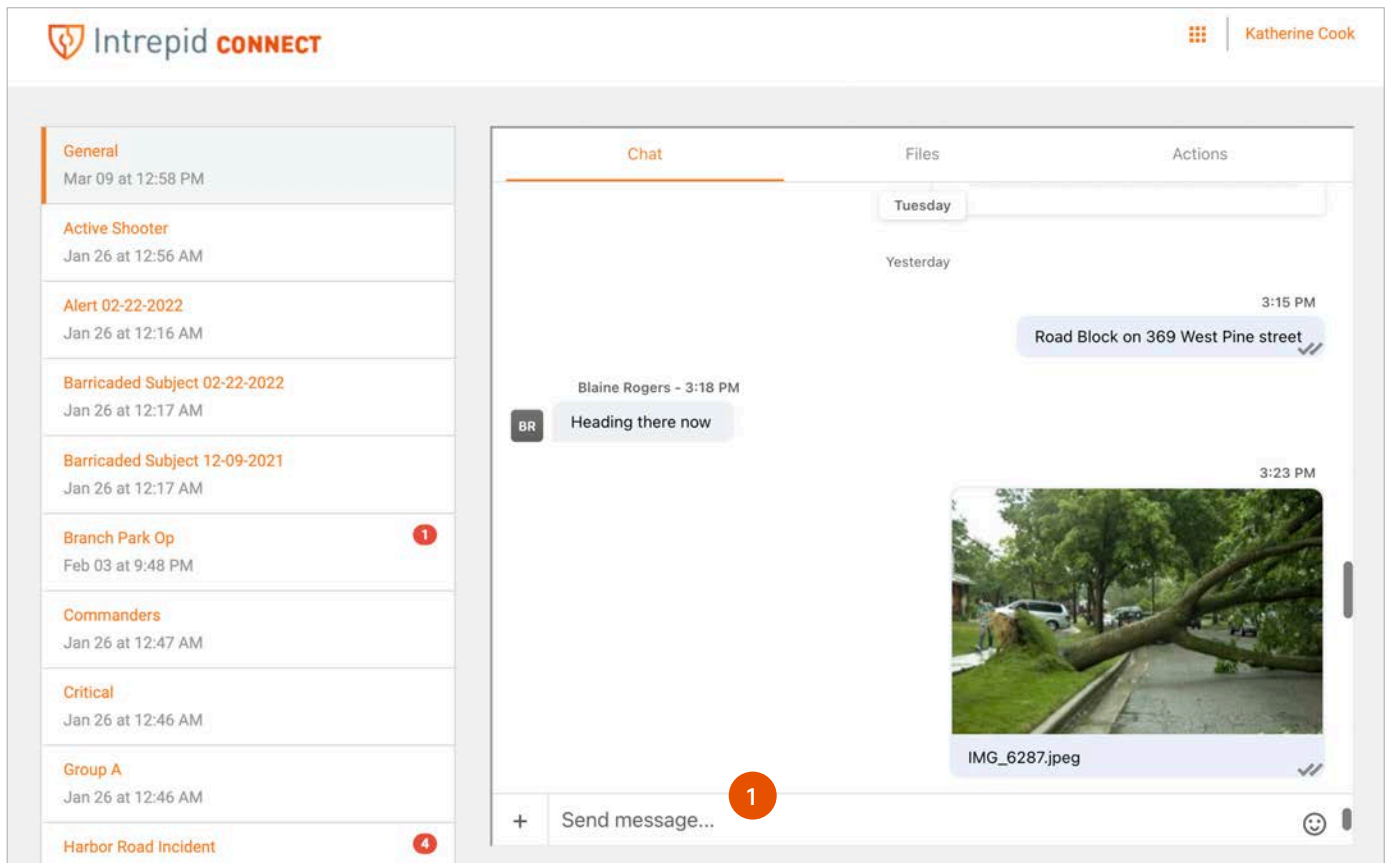 Intrepid CONNECT
Katherine Cook
General
Mar 09 at 12:58 PM
Active Shooter
Jan 26 at 12:56 AM
Alert 02-22-2022
Jan 26 at 12:16 AM
Barricaded Subject 02-22-2022
Jan 26 at 12:17 AM
Barricaded Subject 12-09-2021
Jan 26 at 12:17 AM
Branch Park Op
1
Feb 03 at 9:48 PM
Commanders
Jan 26 at 12:47 AM
Critical
Jan 26 at 12:46 AM
Group A
Jan 26 at 12:46 AM
Harbor Road Incident
4
Chat
Files
Actions
Tuesday
Yesterday
3:15 PM
Road Block on 369 West Pine street
Blaine Rogers - 3:18 PM
BR
Heading there now
3:23 PM
IMG_6287.jpeg
1
+ Send message...